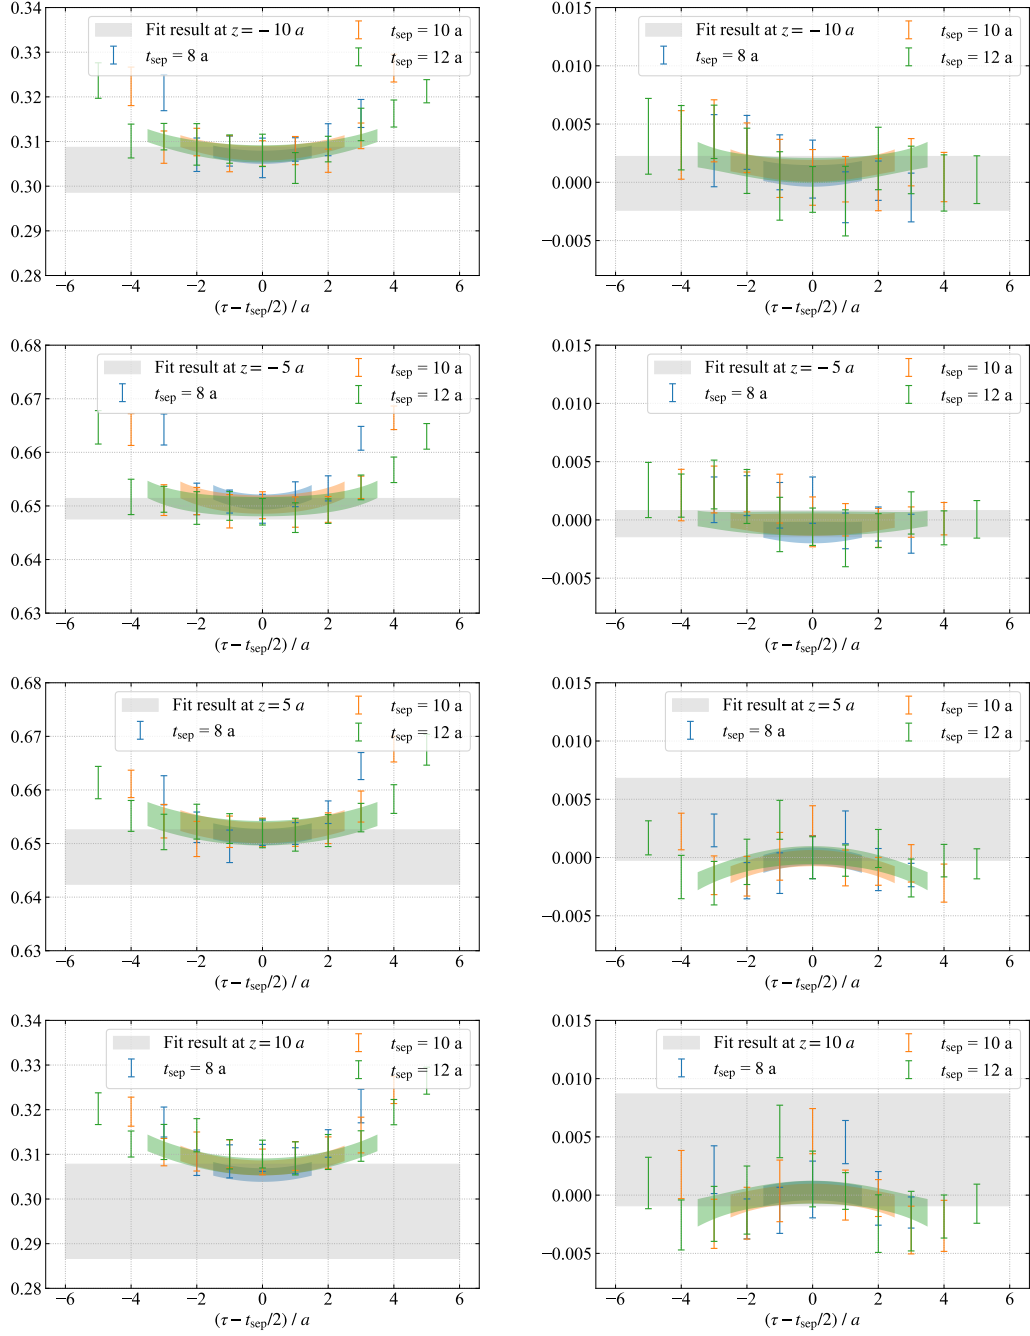 0.34
0.33
0.32
0.31
0.30
0.29
0.28
Fit result at z = −10 a
t_sep = 8 a
t_sep = 10 a
t_sep = 12 a
−6 −4 −2 0 2 4 6
(τ − t_sep/2) / a
0.015
0.010
0.005
0.000
−0.005
Fit result at z = −10 a
t_sep = 8 a
t_sep = 10 a
t_sep = 12 a
−6 −4 −2 0 2 4 6
(τ − t_sep/2) / a
0.68
0.67
0.66
0.65
0.64
0.63
Fit result at z = −5 a
t_sep = 8 a
t_sep = 10 a
t_sep = 12 a
−6 −4 −2 0 2 4 6
(τ − t_sep/2) / a
0.015
0.010
0.005
0.000
−0.005
Fit result at z = −5 a
t_sep = 8 a
t_sep = 10 a
t_sep = 12 a
−6 −4 −2 0 2 4 6
(τ − t_sep/2) / a
0.68
0.67
0.66
0.65
0.64
0.63
Fit result at z = 5 a
t_sep = 8 a
t_sep = 10 a
t_sep = 12 a
−6 −4 −2 0 2 4 6
(τ − t_sep/2) / a
0.015
0.010
0.005
0.000
−0.005
Fit result at z = 5 a
t_sep = 8 a
t_sep = 10 a
t_sep = 12 a
−6 −4 −2 0 2 4 6
(τ − t_sep/2) / a
0.34
0.33
0.32
0.31
0.30
0.29
0.28
Fit result at z = 10 a
t_sep = 8 a
t_sep = 10 a
t_sep = 12 a
−6 −4 −2 0 2 4 6
(τ − t_sep/2) / a
0.015
0.010
0.005
0.000
−0.005
Fit result at z = 10 a
t_sep = 8 a
t_sep = 10 a
t_sep = 12 a
−6 −4 −2 0 2 4 6
(τ − t_sep/2) / a